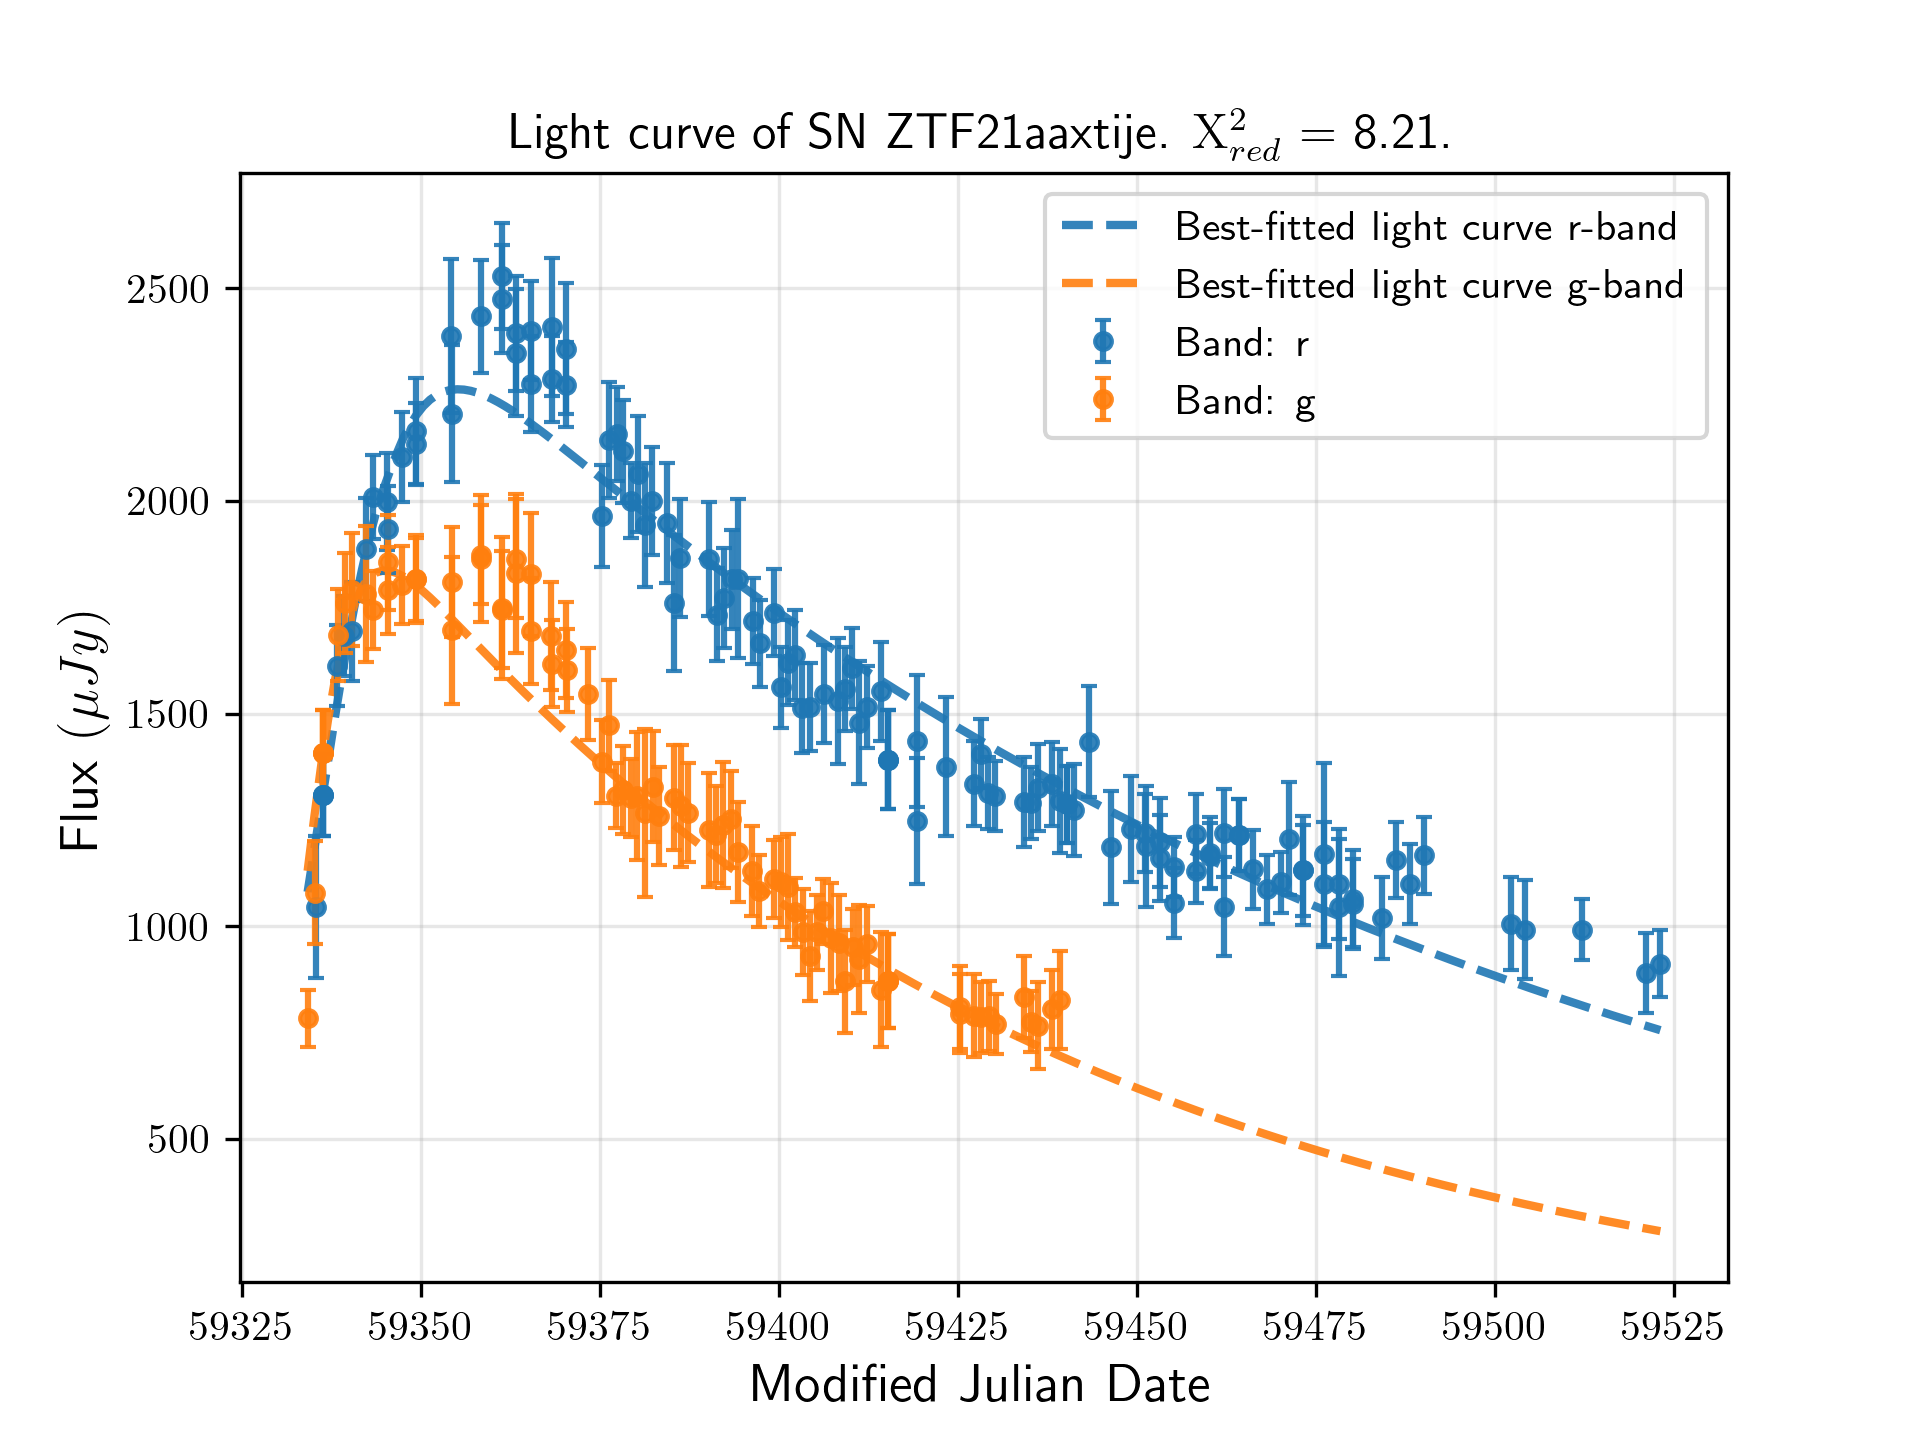 Light curve of SN ZTF21aaxtije. X²_red = 8.21.
Best-fitted light curve r-band
Best-fitted light curve g-band
Band: r
Band: g
Flux (μJy)
2500
2000
1500
1000
500
59325 59350 59375 59400 59425 59450 59475 59500 59525
Modified Julian Date